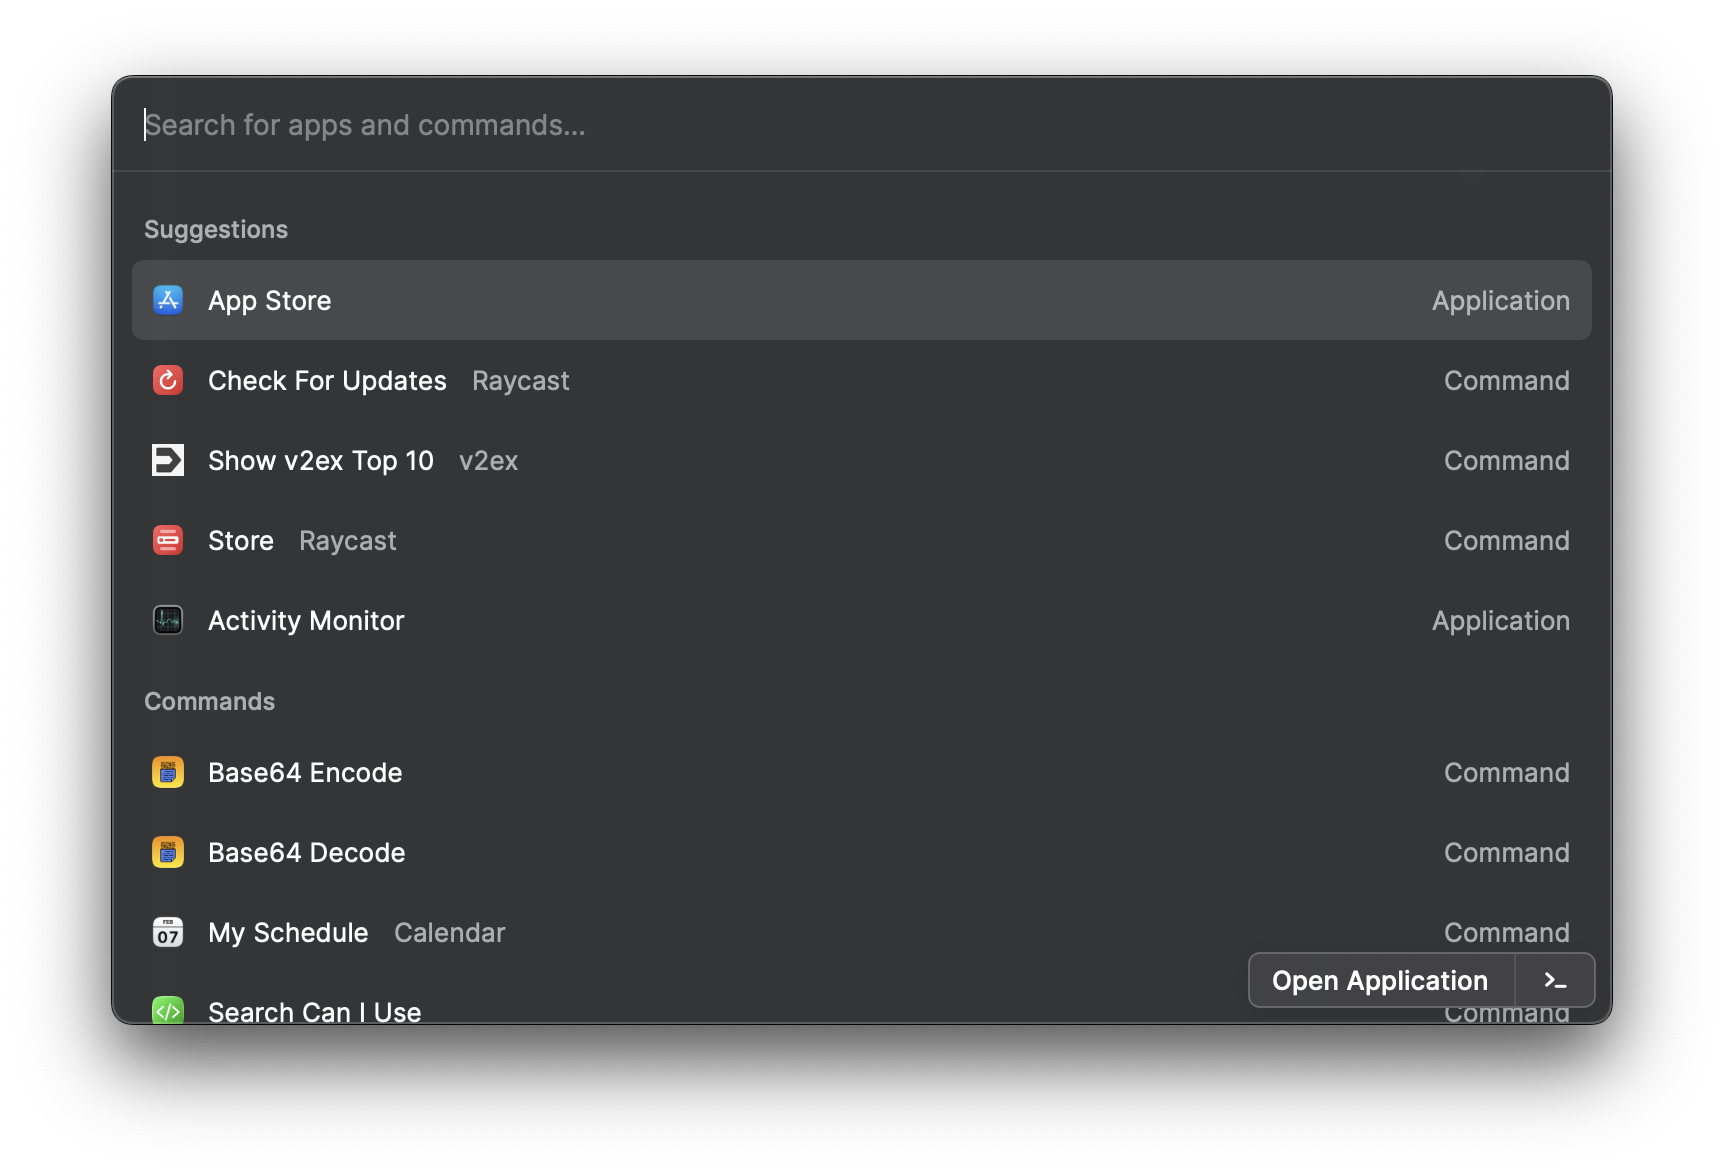 Search for apps and commands...
Suggestions
App Store Application
Check For Updates Raycast Command
Show v2ex Top 10 v2ex Command
Store Raycast Command
Activity Monitor Application
Commands
Base64 Encode Command
Base64 Decode Command
FEB
07 My Schedule Calendar Command
Open Application >_
</> Search Can I Use Command